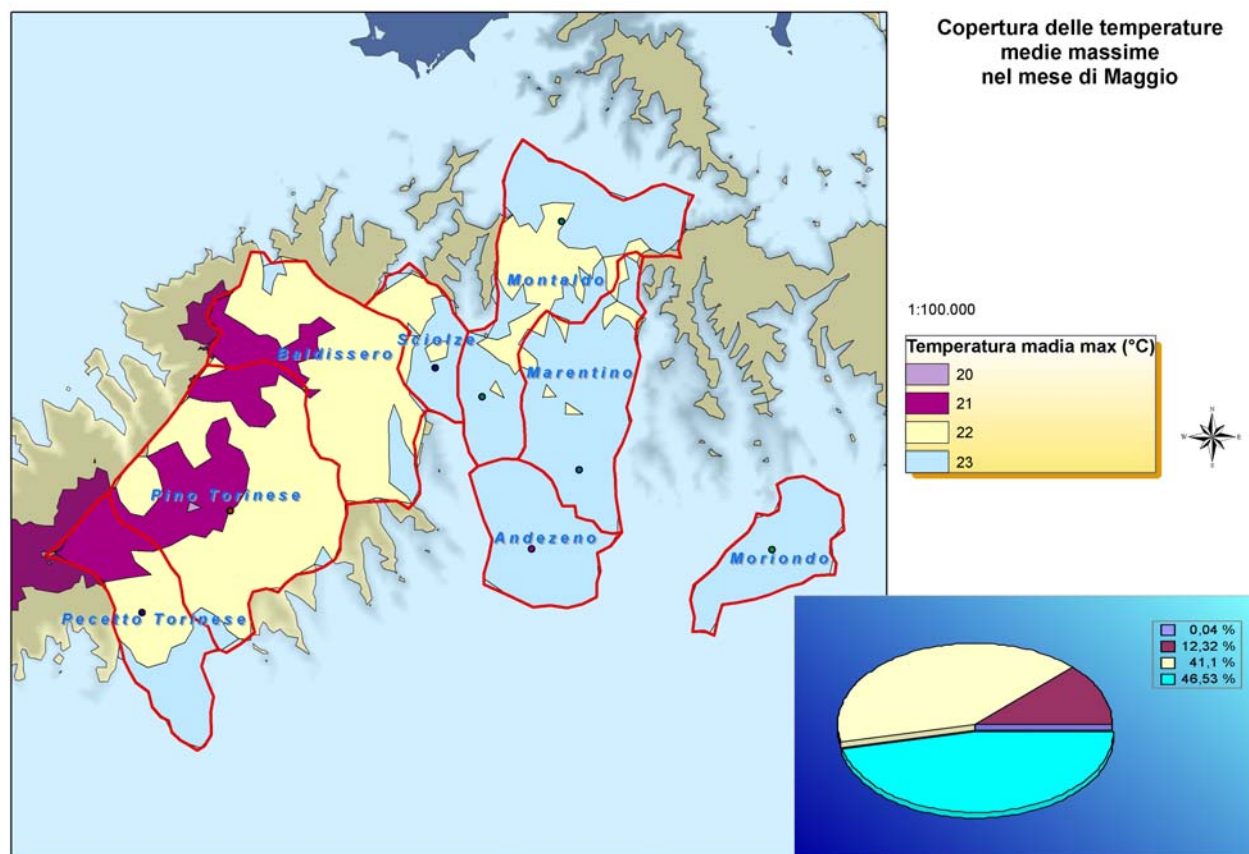 Copertura delle temperature
medie massime
nel mese di Maggio
Montaldo
Baldissero
Sciolze
Marentino
Pino Torinese
Andezeno
Moriondo
Pecetto Torinese
1:100.000
Temperatura madia max (°C)
20
21
22
23
N
W
E
S
0,04 %
12,32 %
41,1 %
46,53 %